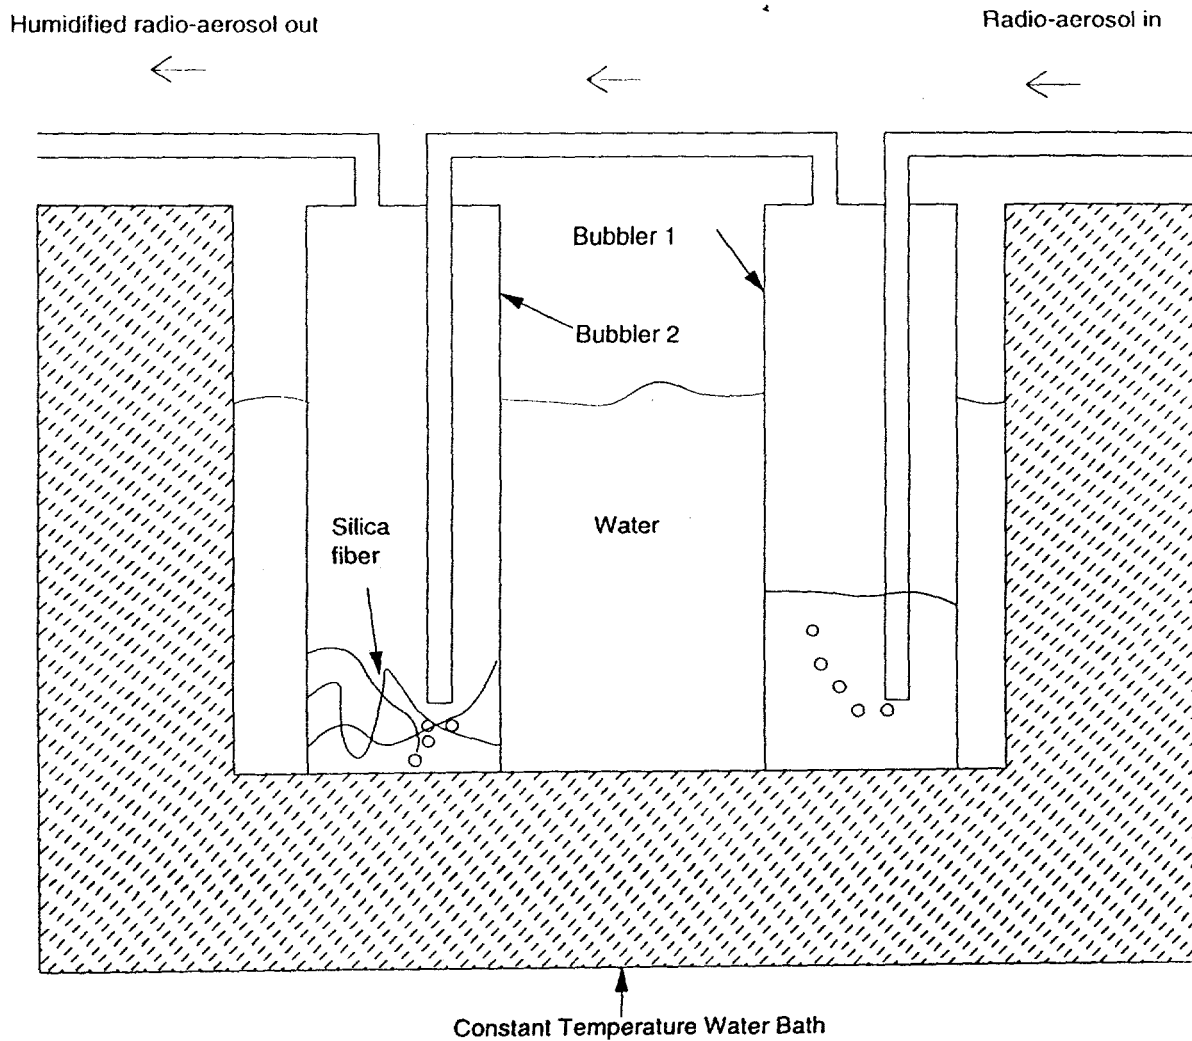 Humidified radio-aerosol out
Radio-aerosol in
Bubbler 1
Bubbler 2
Silica
fiber
Water
Constant Temperature Water Bath